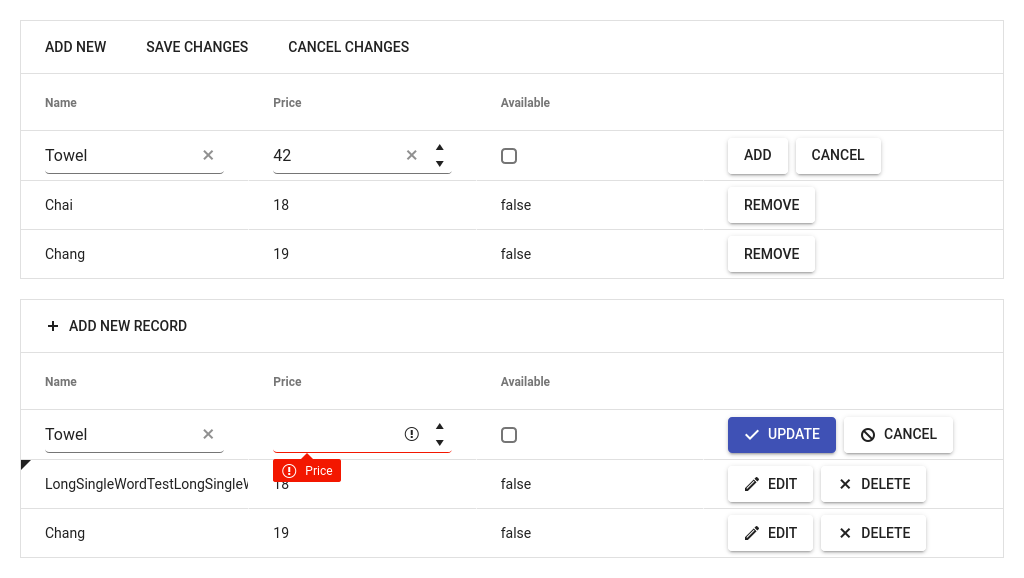 ADD NEW SAVE CHANGES CANCEL CHANGES
Name Price Available
Towel 42 ADD CANCEL
Chai 18 false REMOVE
Chang 19 false REMOVE
ADD NEW RECORD
Name Price Available
Towel UPDATE CANCEL
Price
LongSingleWordTestLongSingleW 18 false EDIT DELETE
Chang 19 false EDIT DELETE